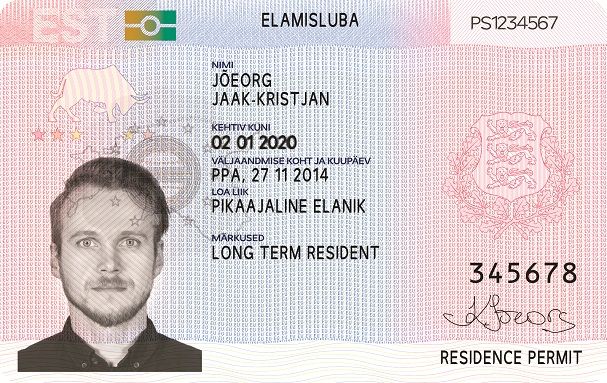 EST
ELAMISLUBA
PS1234567
NIMI
JÕEORG
JAAK-KRISTJAN
KEHTIV KUNI
02 01 2020
VÄLJAANDMISE KOHT JA KUUPÄEV
PPA, 27 11 2014
LOA LIIK
PIKAAJALINE ELANIK
MÄRKUSED
LONG TERM RESIDENT
345678
RESIDENCE PERMIT